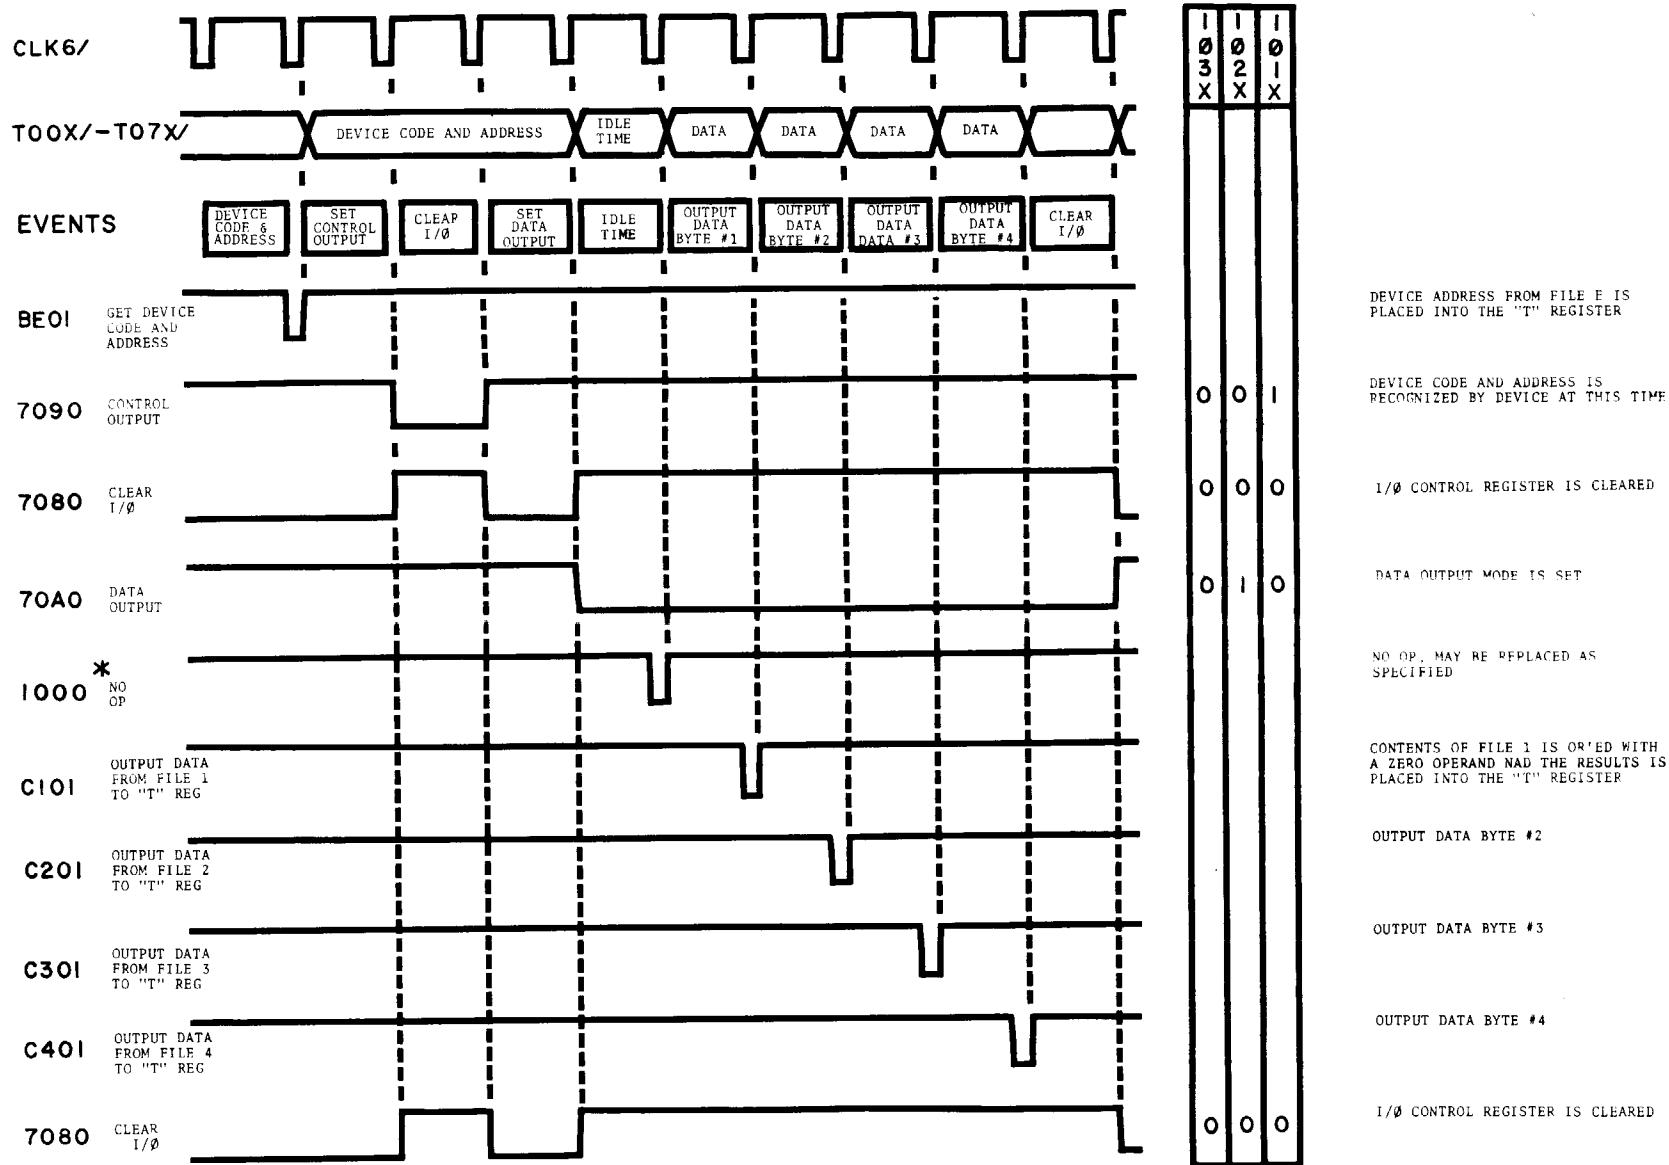 CLK6/
1Ø3X 1Ø2X 1Ø1X
T00X/-T07X/
DEVICE CODE AND ADDRESS
IDLE
TIME
DATA
DATA
DATA
DATA
EVENTS
DEVICE
CODE &
ADDRESS
SET
CONTROL
OUTPUT
CLEAP
I/Ø
SET
DATA
OUTPUT
IDLE
TIME
OUTPUT
DATA
BYTE #1
OUTPUT
DATA
BYTE #2
OUTPUT
DATA
DATA #3
OUTPUT
DATA
BYTE #4
CLEAR
I/Ø
BE01
GET DEVICE
CODE AND
ADDRESS
DEVICE ADDRESS FROM FILE E IS
PLACED INTO THE "T" REGISTER
7090
CONTROL
OUTPUT
0 0 1
DEVICE CODE AND ADDRESS IS
RECOGNIZED BY DEVICE AT THIS TIME
7080
CLEAR
I/Ø
0 0 0
I/Ø CONTROL REGISTER IS CLEARED
70A0
DATA
OUTPUT
0 1 0
DATA OUTPUT MODE IS SET
1000 *
NO
OP
NO OP, MAY BE REPLACED AS
SPECIFIED
C101
OUTPUT DATA
FROM FILE 1
TO "T" REG
CONTENTS OF FILE 1 IS OR'ED WITH
A ZERO OPERAND NAD THE RESULTS IS
PLACED INTO THE "T" REGISTER
C201
OUTPUT DATA
FROM FILE 2
TO "T" REG
OUTPUT DATA BYTE #2
C301
OUTPUT DATA
FROM FILE 3
TO "T" REG
OUTPUT DATA BYTE #3
C401
OUTPUT DATA
FROM FILE 4
TO "T" REG
OUTPUT DATA BYTE #4
7080
CLEAR
I/Ø
0 0 0
I/Ø CONTROL REGISTER IS CLEARED